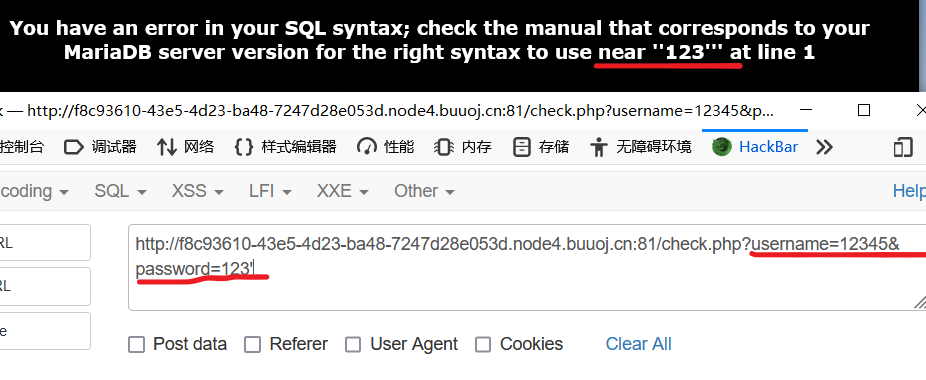 You have an error in your SQL syntax; check the manual that corresponds to your
MariaDB server version for the right syntax to use near ''123''' at line 1
— http://f8c93610-43e5-4d23-ba48-7247d28e053d.node4.buuoj.cn:81/check.php?username=12345&p...
控制台 调试器 网络 样式编辑器 性能 内存 存储 无障碍环境 HackBar
coding SQL XSS LFI XXE Other Help
RL
http://f8c93610-43e5-4d23-ba48-7247d28e053d.node4.buuoj.cn:81/check.php?username=12345&
password=123'
RL
e
Post data Referer User Agent Cookies Clear All